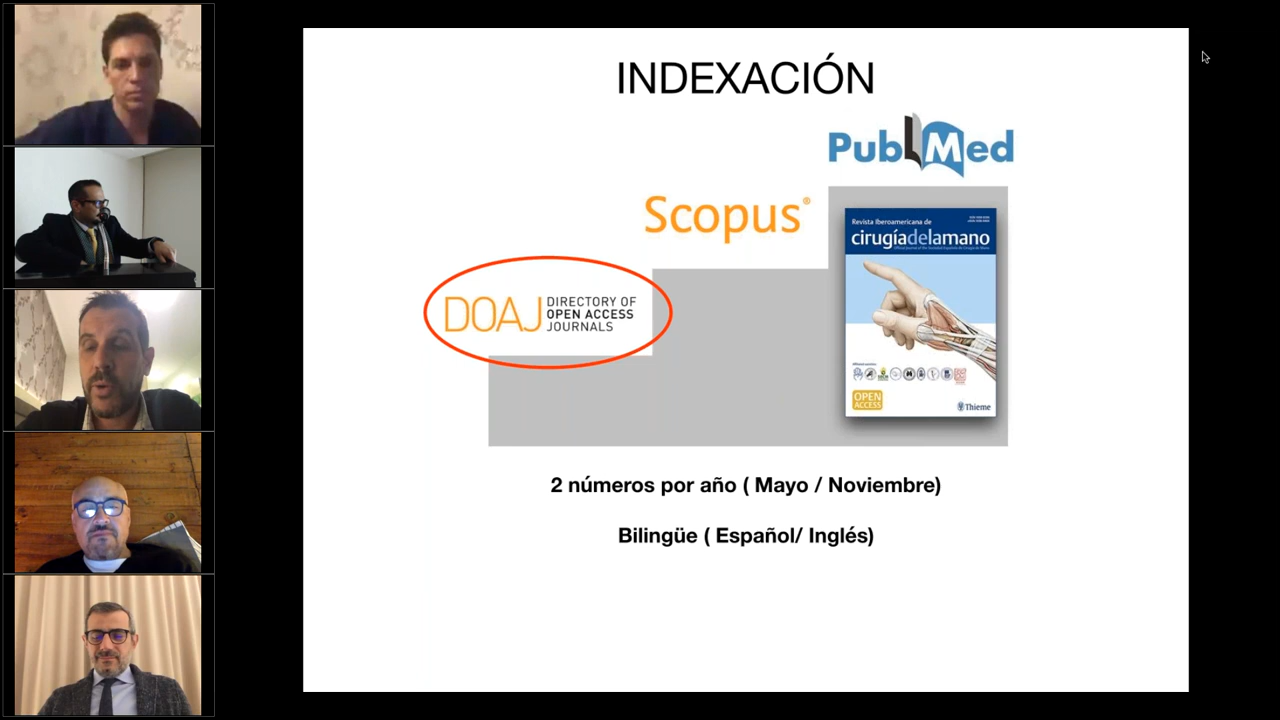 INDEXACIÓN
PubMed
Scopus®
DOAJ
DIRECTORY OF
OPEN ACCESS
JOURNALS
Revista Iberoamericana de
cirugíadelamano
OPEN
ACCESS
Thieme
2 números por año ( Mayo / Noviembre)
Bilingüe ( Español/ Inglés)